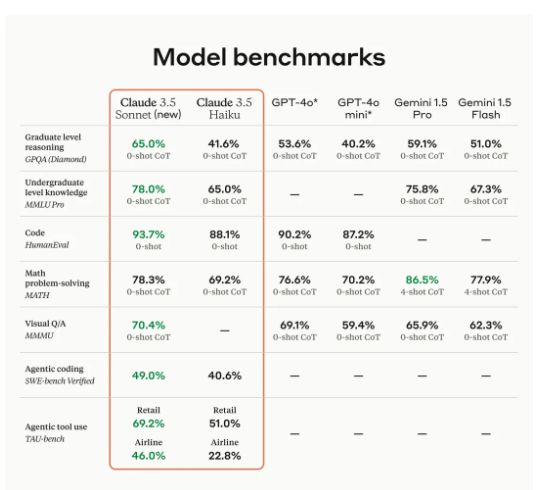 Model benchmarks
Claude 3.5 Sonnet (new)
Claude 3.5 Haiku
GPT-4o*
GPT-4o mini*
Gemini 1.5 Pro
Gemini 1.5 Flash
Graduate level reasoning
GPQA (Diamond)
65.0% 41.6% 53.6% 40.2% 59.1% 51.0%
0-shot CoT 0-shot CoT 0-shot CoT 0-shot CoT 0-shot CoT 0-shot CoT
Undergraduate level knowledge
MMLU Pro
78.0% 65.0% — — 75.8% 67.3%
0-shot CoT 0-shot CoT 0-shot CoT 0-shot CoT
Code
HumanEval
93.7% 88.1% 90.2% 87.2% — —
0-shot 0-shot 0-shot 0-shot
Math problem-solving
MATH
78.3% 69.2% 76.6% 70.2% 86.5% 77.9%
0-shot CoT 0-shot CoT 0-shot CoT 0-shot CoT 4-shot CoT 4-shot CoT
Visual Q/A
MMMU
70.4% — 69.1% 59.4% 65.9% 62.3%
0-shot CoT 0-shot CoT 0-shot CoT 0-shot CoT 0-shot CoT
Agentic coding
SWE-bench Verified
49.0% 40.6% — — — —
Agentic tool use
TAU-bench
Retail Retail
69.2% 51.0%
Airline Airline
46.0% 22.8%
— — — —